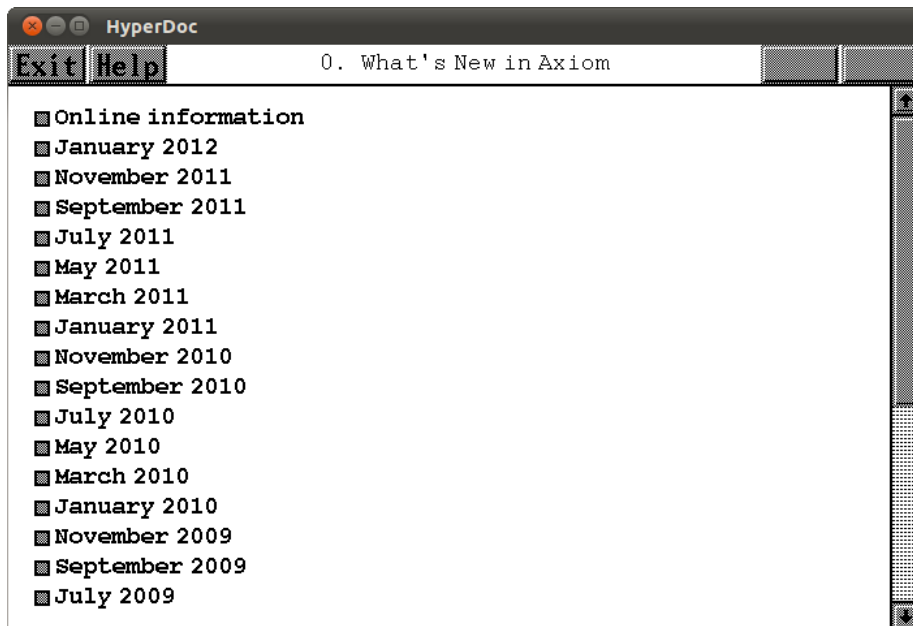 HyperDoc
Exit Help 0. What's New in Axiom
Online information
January 2012
November 2011
September 2011
July 2011
May 2011
March 2011
January 2011
November 2010
September 2010
July 2010
May 2010
March 2010
January 2010
November 2009
September 2009
July 2009